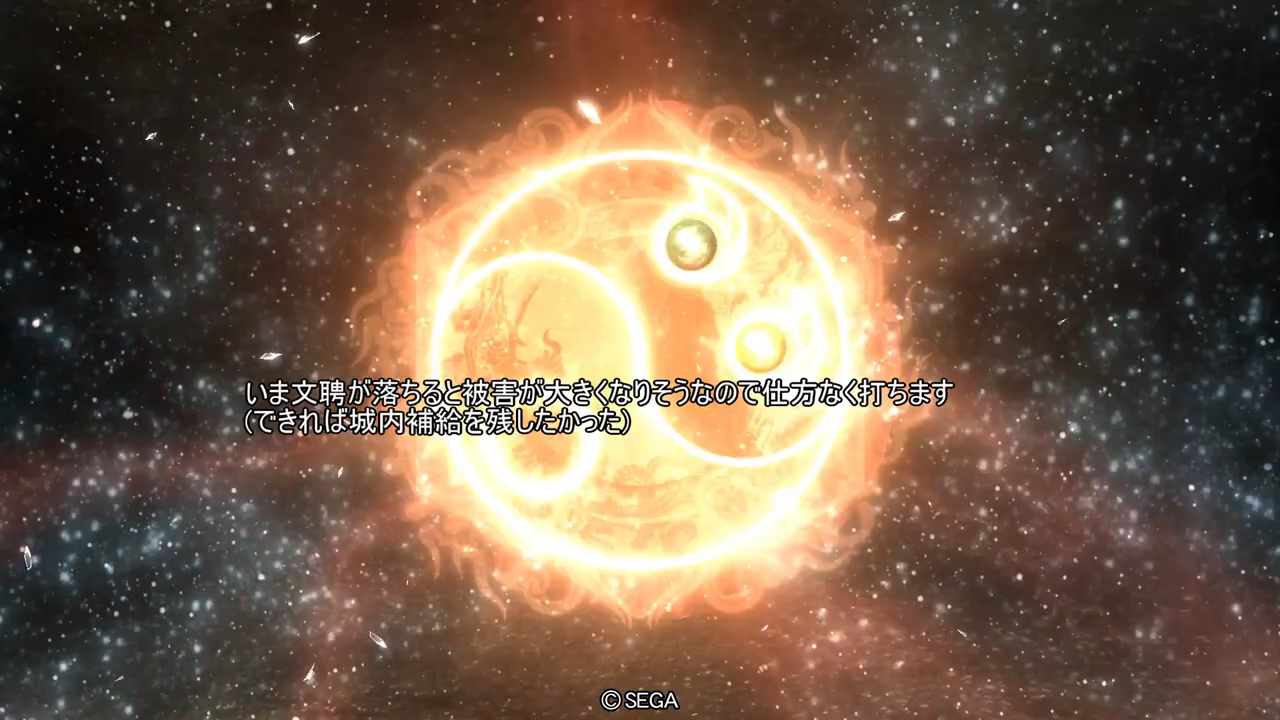 いま文聘が落ちると被害が大きくなりそうなので仕方なく打ちます
(できれば城内補給を残したかった)
© SEGA